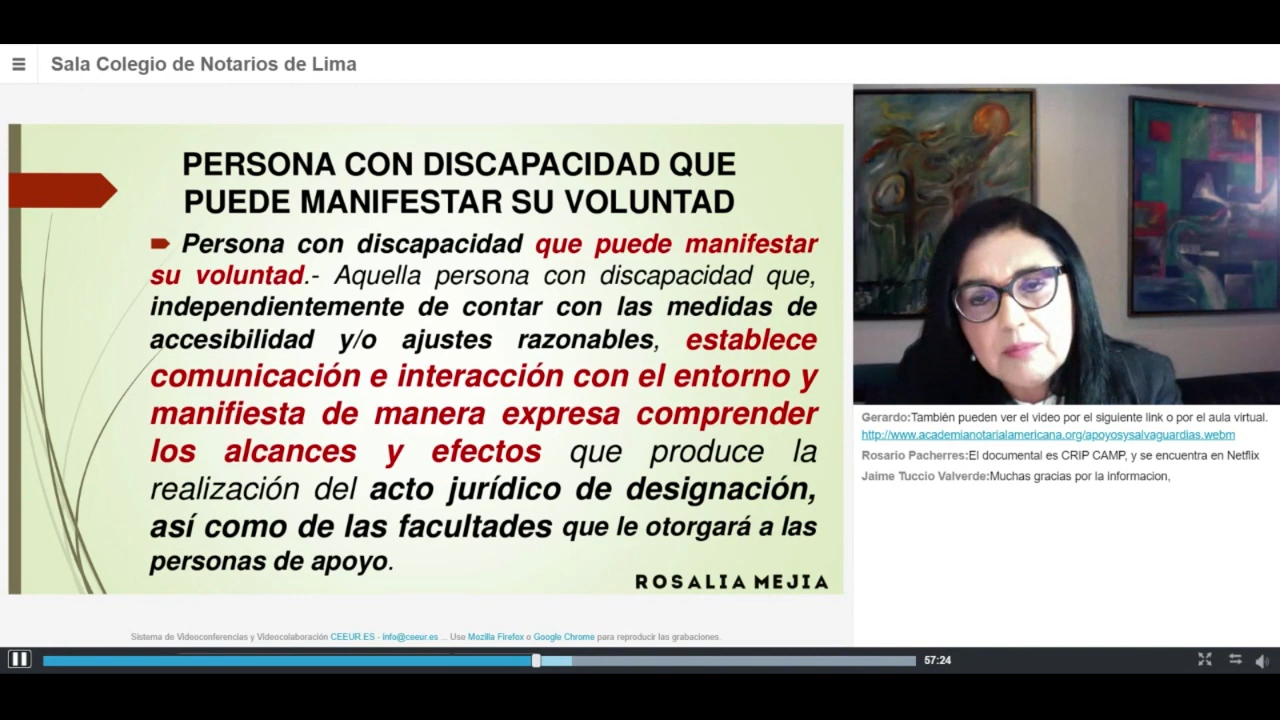 Sala Colegio de Notarios de Lima
PERSONA CON DISCAPACIDAD QUE
PUEDE MANIFESTAR SU VOLUNTAD
Persona con discapacidad que puede manifestar
su voluntad.- Aquella persona con discapacidad que,
independientemente de contar con las medidas de
accesibilidad y/o ajustes razonables, establece
comunicación e interacción con el entorno y
manifiesta de manera expresa comprender
los alcances y efectos que produce la
realización del acto jurídico de designación,
así como de las facultades que le otorgará a las
personas de apoyo.
ROSALIA MEJIA
Gerardo:También pueden ver el video por el siguiente link o por el aula virtual.
http://www.academianotarialamericana.org/apoyosysalvaguardias.webm
Rosario Pacherres:El documental es CRIP CAMP, y se encuentra en Netflix
Jaime Tuccio Valverde:Muchas gracias por la informacion,
Sistema de Videoconferencias y Videocolaboración CEEUR.ES - info@ceeur.es ... Use Mozilla Firefox o Google Chrome para reproducir las grabaciones.
57:24